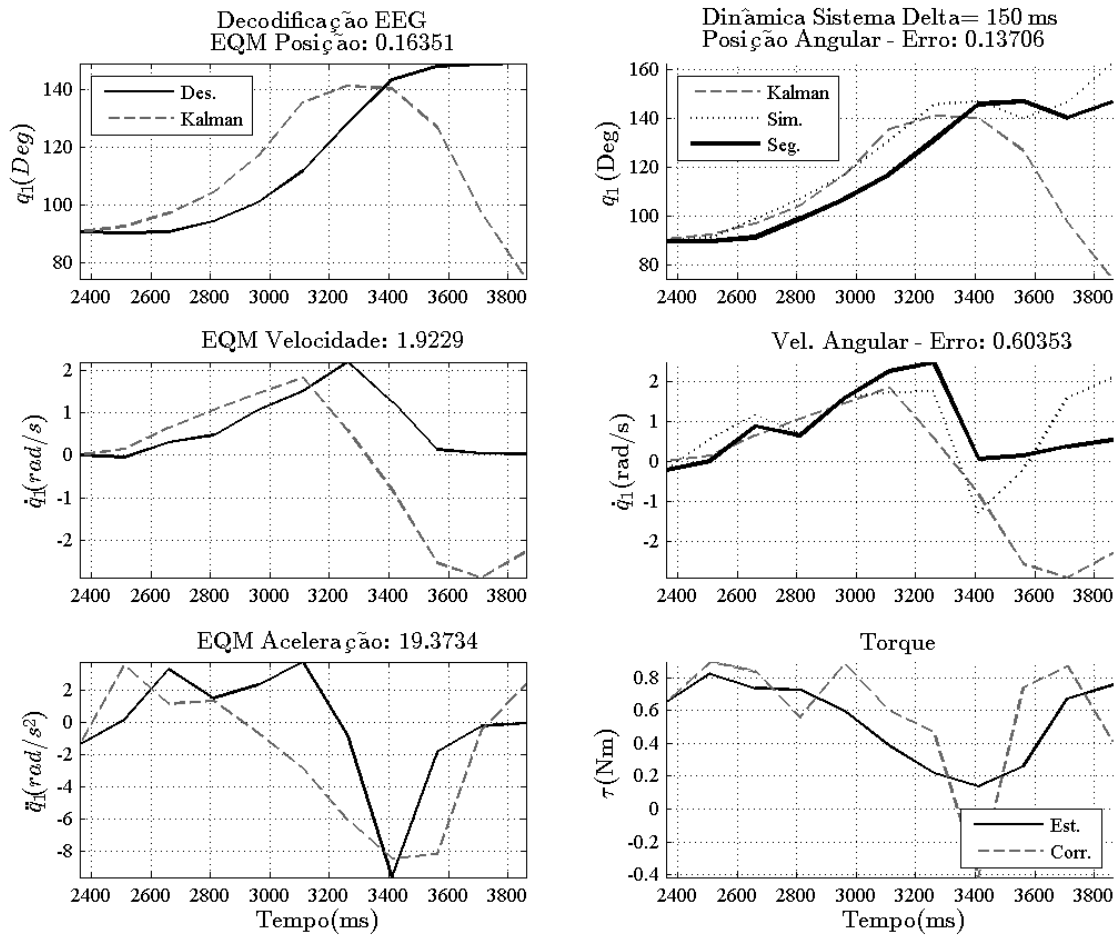 Decodificação EEG
EQM Posição: 0.16351
140
120
100
80
q1(Deg)
Des.
Kalman
2400 2600 2800 3000 3200 3400 3600 3800
Dinâmica Sistema Delta= 150 ms
Posição Angular - Erro: 0.13706
160
140
120
100
80
q1 (Deg)
Kalman
Sim.
Seg.
2400 2600 2800 3000 3200 3400 3600 3800
EQM Velocidade: 1.9229
2
1
0
-1
-2
q̇1(rad/s)
2400 2600 2800 3000 3200 3400 3600 3800
Vel. Angular - Erro: 0.60353
2
1
0
-1
-2
q̇1(rad/s)
2400 2600 2800 3000 3200 3400 3600 3800
EQM Aceleração: 19.3734
2
0
-2
-4
-6
-8
q̈1(rad/s²)
2400 2600 2800 3000 3200 3400 3600 3800
Tempo(ms)
Torque
0.8
0.6
0.4
0.2
0
-0.2
-0.4
τ(Nm)
Est.
Corr.
2400 2600 2800 3000 3200 3400 3600 3800
Tempo(ms)